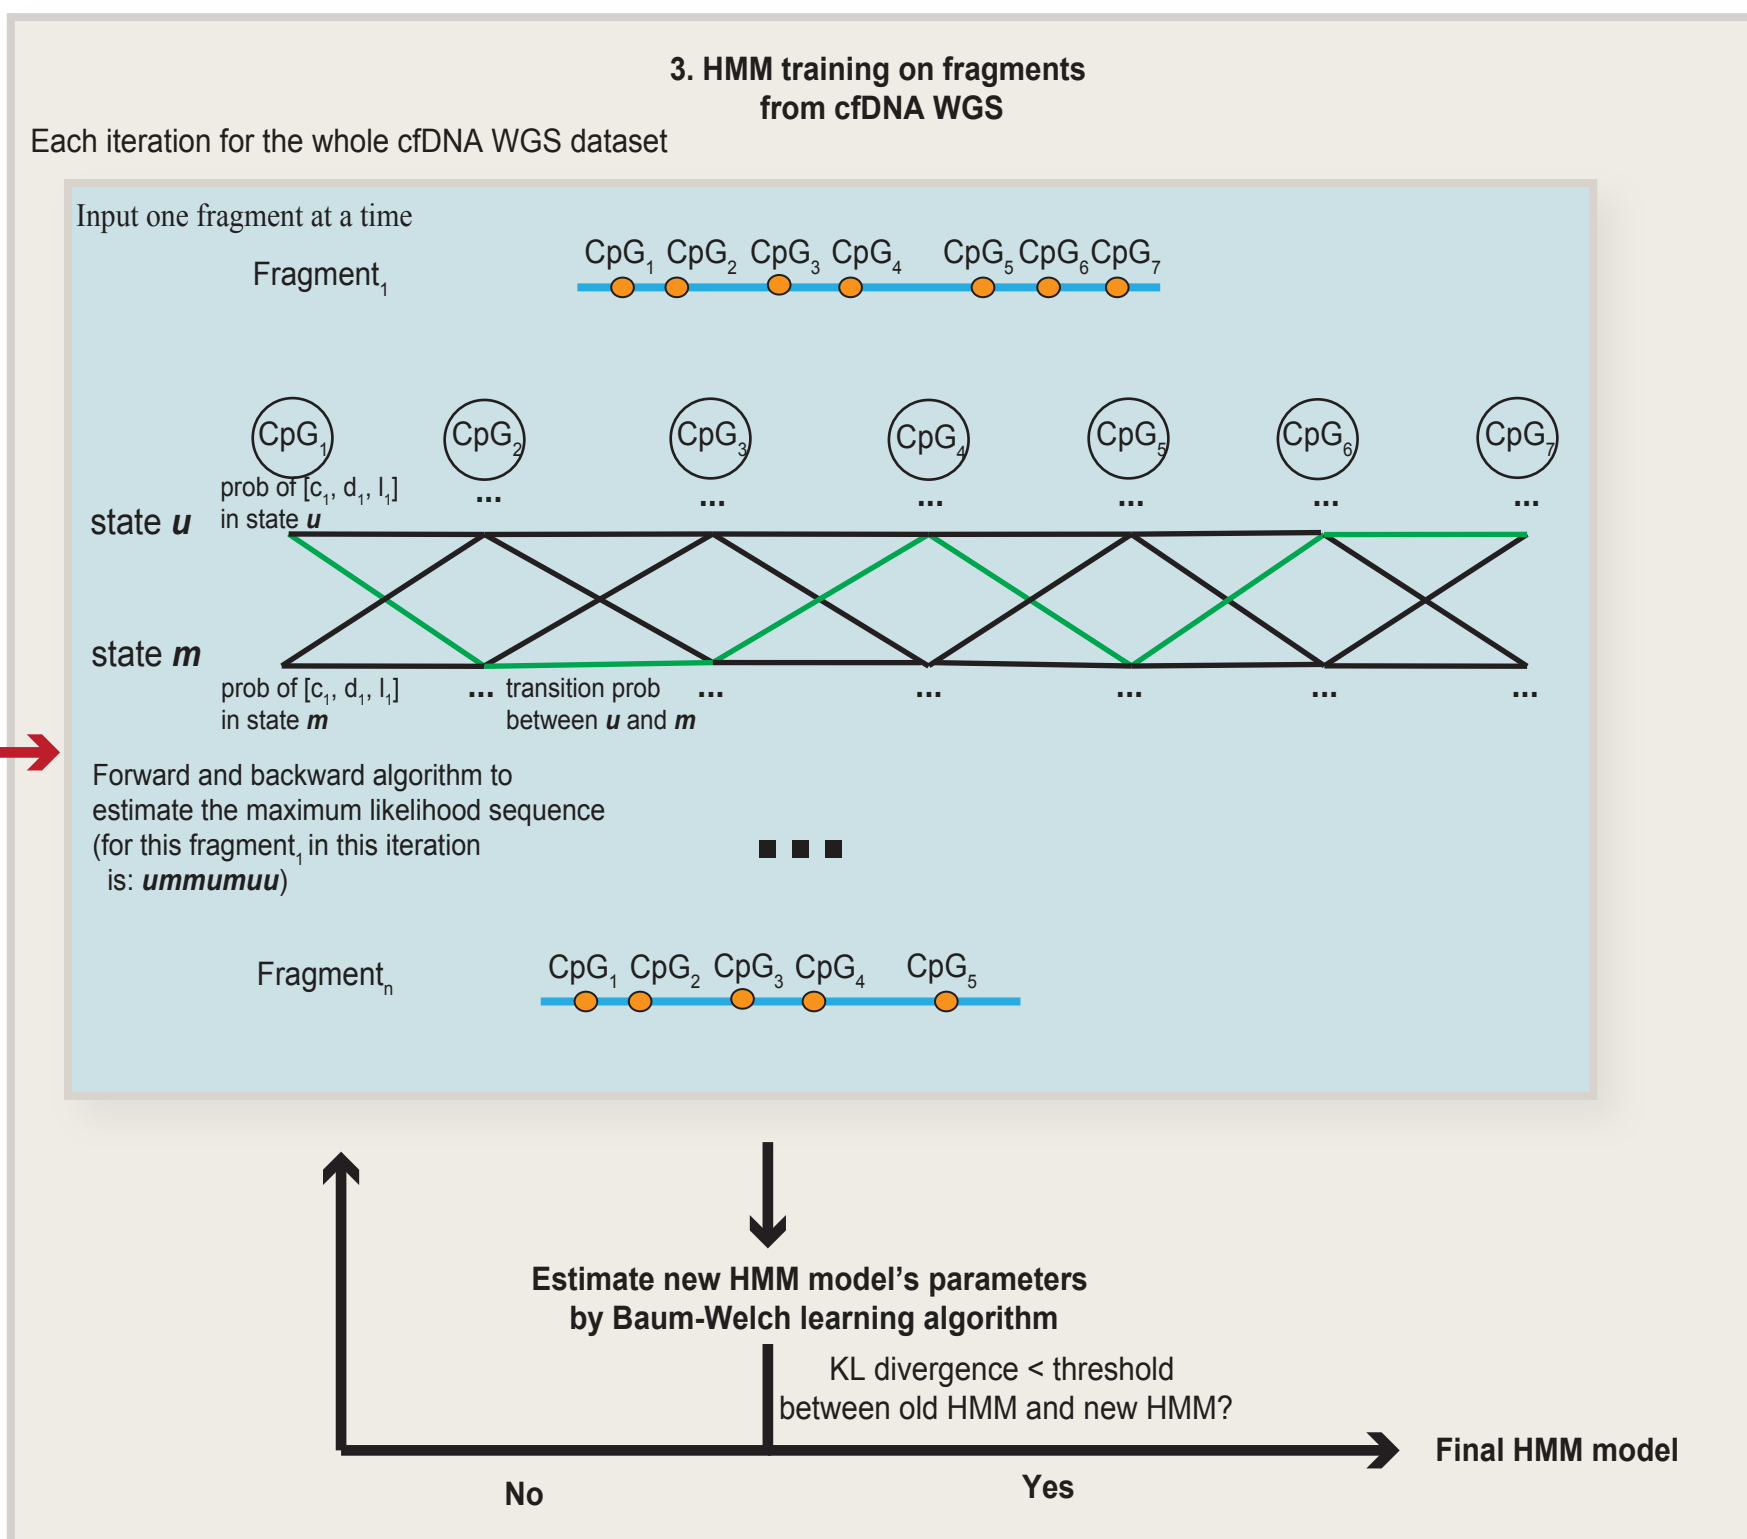 3. HMM training on fragments
from cfDNA WGS
Each iteration for the whole cfDNA WGS dataset
Input one fragment at a time
Fragment₁
CpG₁ CpG₂ CpG₃ CpG₄ CpG₅ CpG₆ CpG₇
CpG₁ CpG₂ CpG₃ CpG₄ CpG₅ CpG₆ CpG₇
prob of [c₁, d₁, l₁]
in state u
... ... ... ... ... ...
state u
state m
prob of [c₁, d₁, l₁]
in state m
... transition prob
between u and m
... ... ... ... ...
Forward and backward algorithm to
estimate the maximum likelihood sequence
(for this fragment₁ in this iteration
is: ummumuu)
Fragmentₙ
CpG₁ CpG₂ CpG₃ CpG₄ CpG₅
Estimate new HMM model’s parameters
by Baum-Welch learning algorithm
KL divergence < threshold
between old HMM and new HMM?
Final HMM model
No
Yes